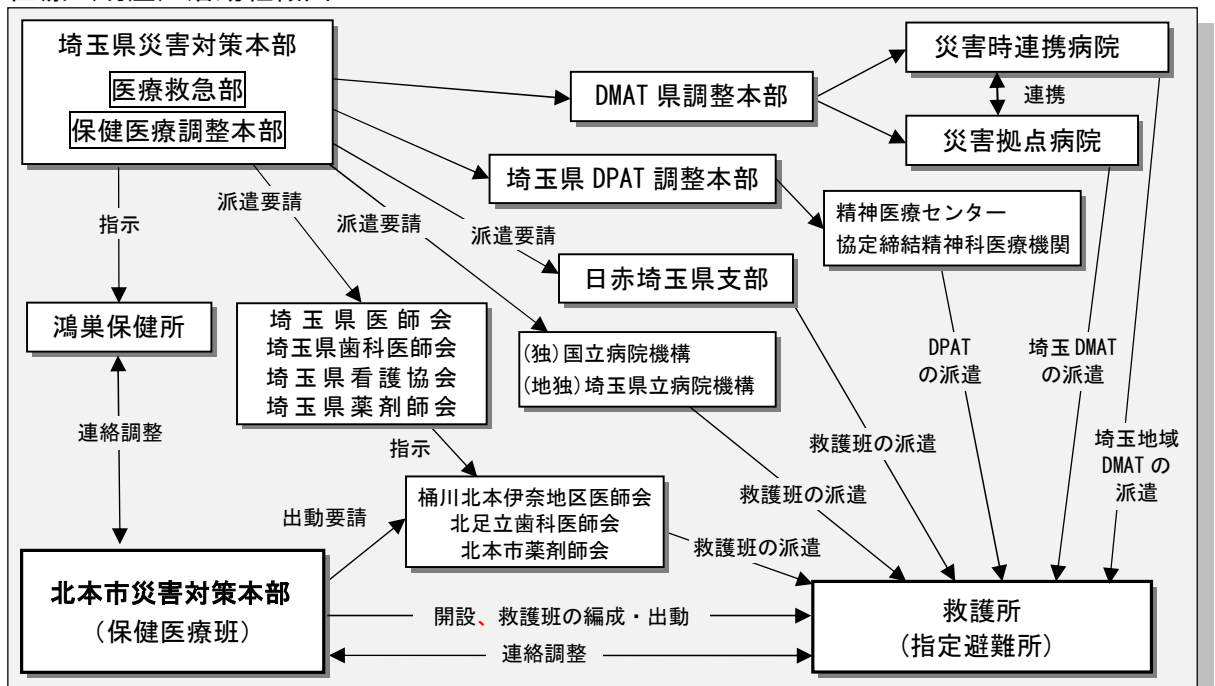 埼玉県災害対策本部
医療救急部
保健医療調整本部
DMAT 県調整本部
災害時連携病院
連携
災害拠点病院
埼玉県 DPAT 調整本部
精神医療センター
協定締結精神科医療機関
指示
派遣要請
派遣要請
派遣要請
日赤埼玉県支部
鴻巣保健所
埼玉県医師会
埼玉県歯科医師会
埼玉県看護協会
埼玉県薬剤師会
(独)国立病院機構
(地独)埼玉県立病院機構
DPAT
の派遣
埼玉 DMAT
の派遣
埼玉地域
DMAT の
派遣
連絡調整
指示
救護班の派遣
救護班の派遣
救護班の派遣
出動要請
桶川北本伊奈地区医師会
北足立歯科医師会
北本市薬剤師会
北本市災害対策本部
(保健医療班)
開設、救護班の編成・出動
連絡調整
救護所
(指定避難所)